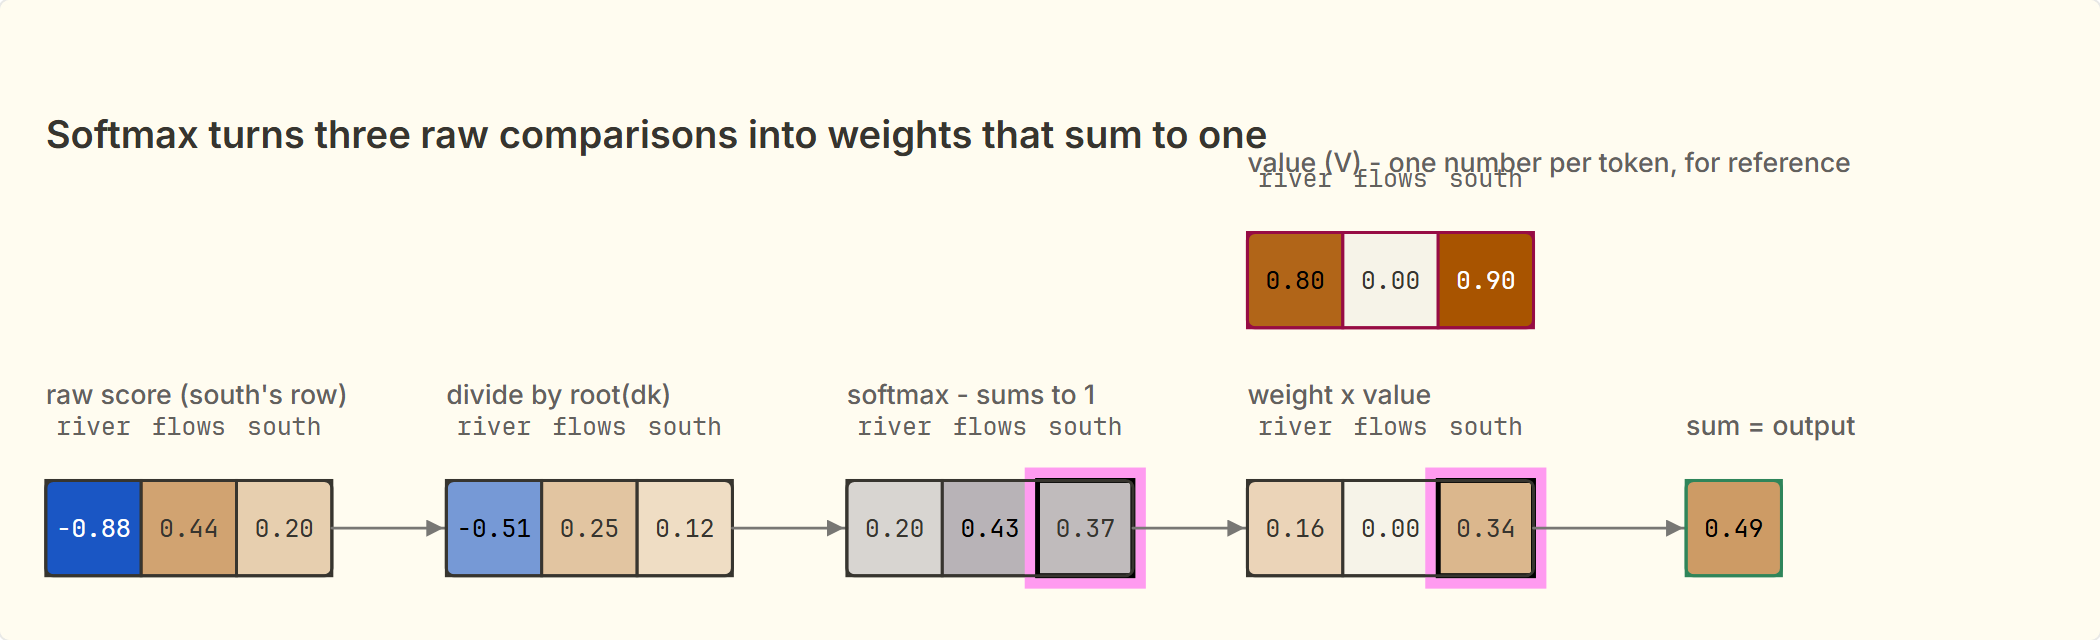 Softmax turns three raw comparisons into weights that sum to one
value (V) - one number per token, for reference
river flows south
0.80 0.00 0.90
raw score (south's row)
river flows south
-0.88 0.44 0.20
divide by root(dk)
river flows south
-0.51 0.25 0.12
softmax - sums to 1
river flows south
0.20 0.43 0.37
weight x value
river flows south
0.16 0.00 0.34
sum = output
0.49